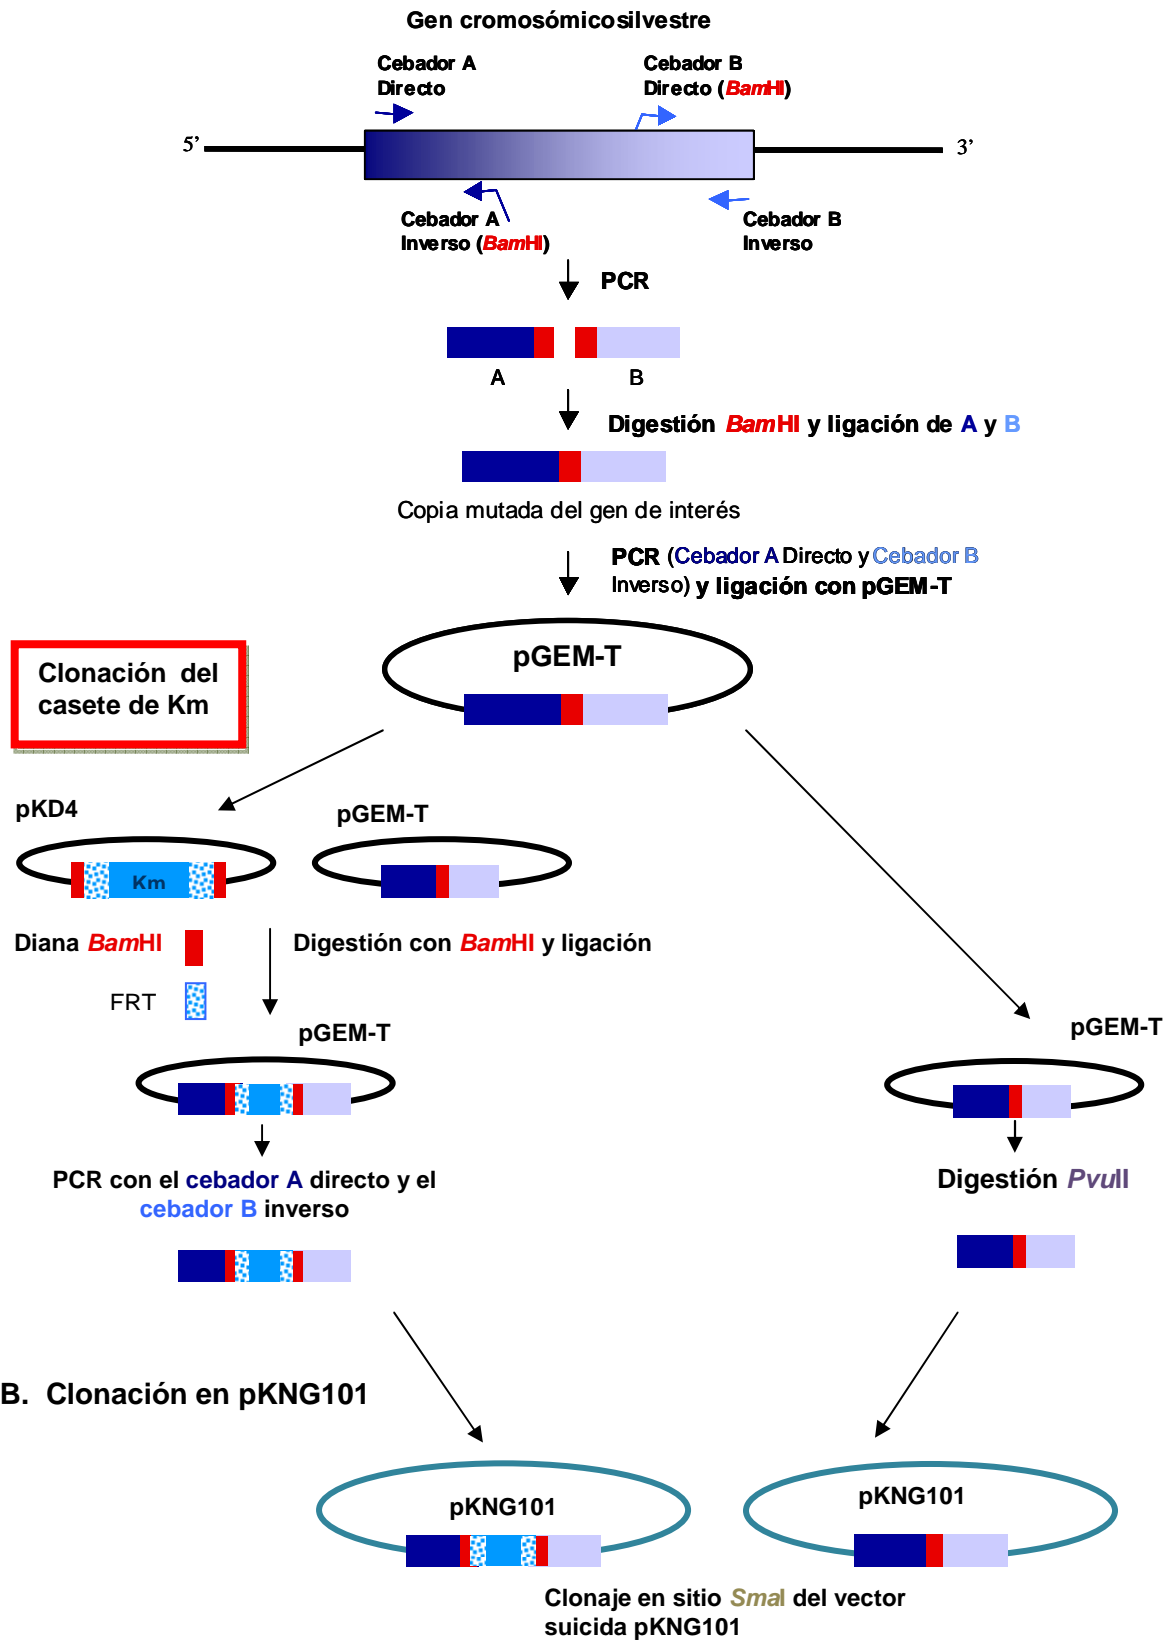 Gen cromosómicosilvestre
Cebador A
Directo
Cebador B
Directo (BamHI)
5’
3’
Cebador A
Inverso (BamHI)
Cebador B
Inverso
PCR
A
B
Digestión BamHI y ligación de A y B
Copia mutada del gen de interés
PCR (Cebador A Directo y Cebador B
Inverso) y ligación con pGEM-T
pGEM-T
Clonación del
casete de Km
pKD4
pGEM-T
Km
Diana BamHI
Digestión con BamHI y ligación
FRT
pGEM-T
pGEM-T
PCR con el cebador A directo y el
cebador B inverso
Digestión PvuII
B. Clonación en pKNG101
pKNG101
pKNG101
Clonaje en sitio SmaI del vector
suicida pKNG101